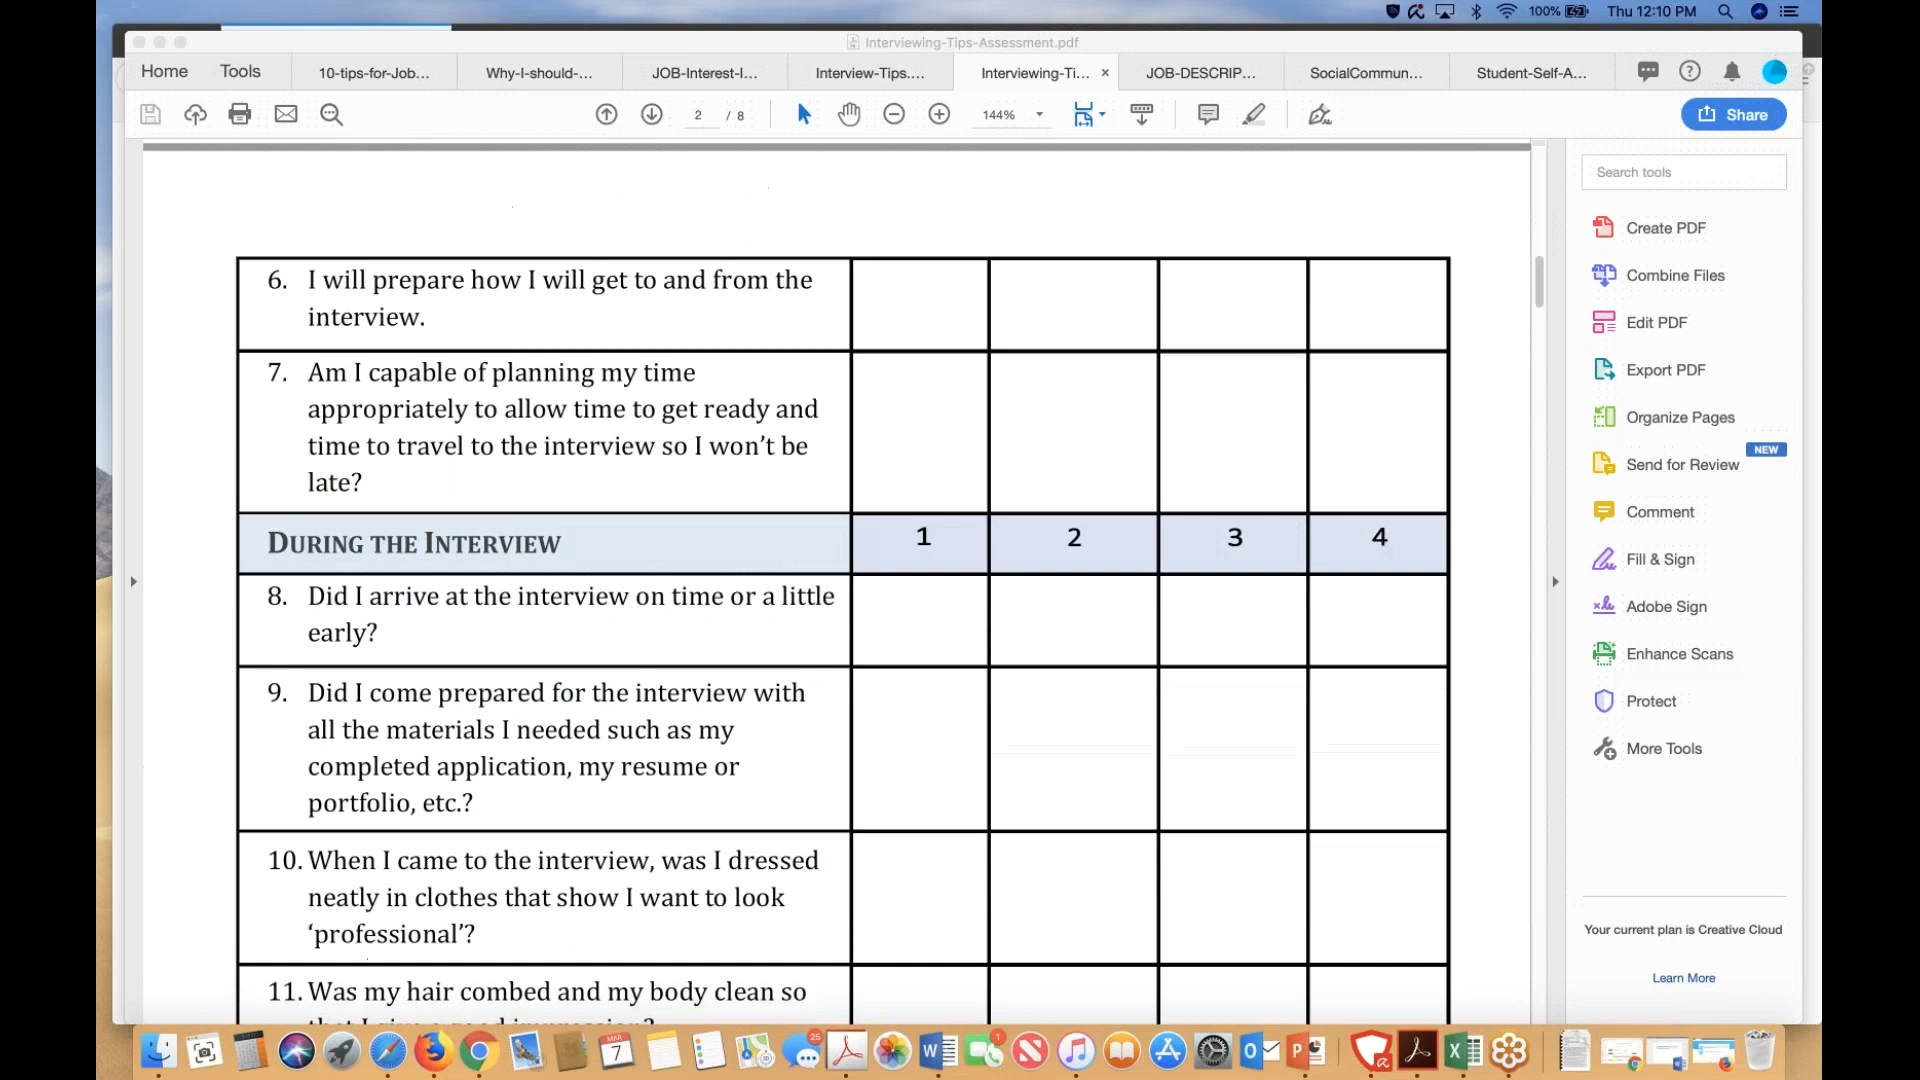 100%
Thu 12:10 PM
Interviewing-Tips-Assessment.pdf
Home
Tools
10-tips-for-Job...
Why-I-should-...
JOB-Interest-I...
Interview-Tips....
Interviewing-Ti... ×
JOB-DESCRIP...
SocialCommun...
Student-Self-A...
2 / 8
144%
Share
Search tools
Create PDF
Combine Files
Edit PDF
Export PDF
Organize Pages
NEW
Send for Review
Comment
Fill & Sign
Adobe Sign
Enhance Scans
Protect
More Tools
Your current plan is Creative Cloud
Learn More
6. I will prepare how I will get to and from the
interview.
7. Am I capable of planning my time
appropriately to allow time to get ready and
time to travel to the interview so I won’t be
late?
DURING THE INTERVIEW 1 2 3 4
8. Did I arrive at the interview on time or a little
early?
9. Did I come prepared for the interview with
all the materials I needed such as my
completed application, my resume or
portfolio, etc.?
10. When I came to the interview, was I dressed
neatly in clothes that show I want to look
‘professional’?
11. Was my hair combed and my body clean so
MAR
7
25
1